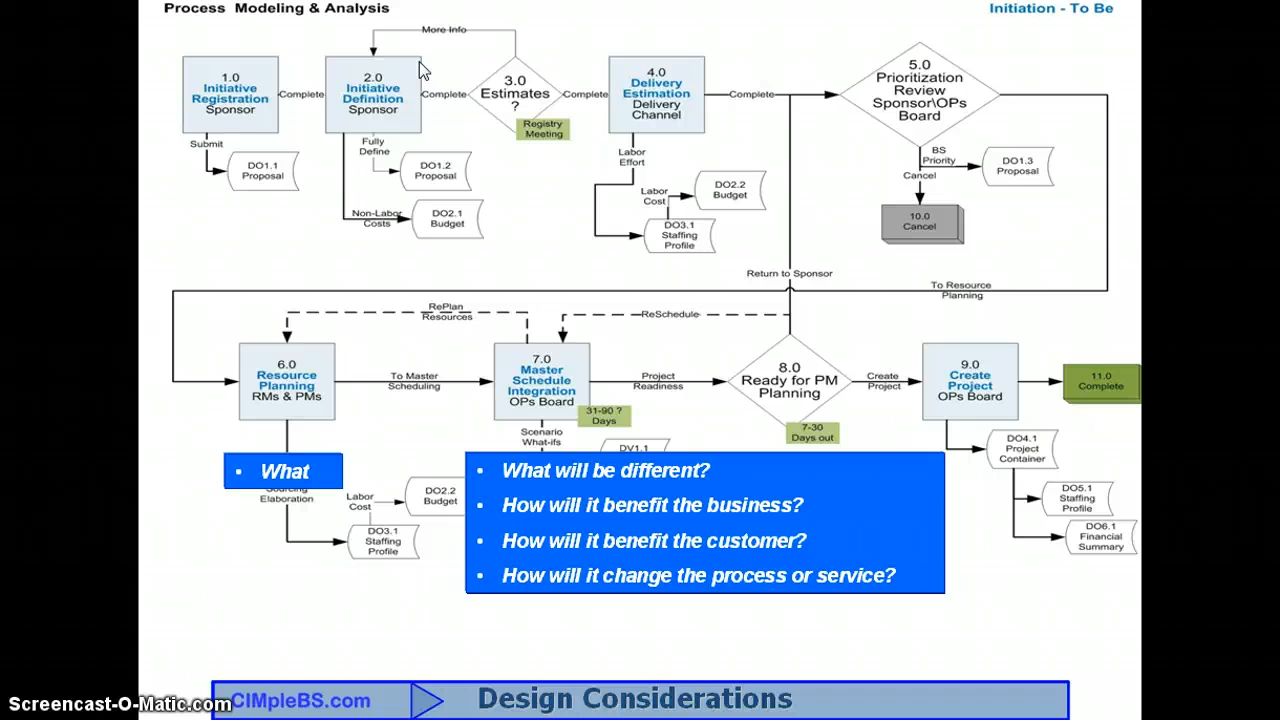 Process Modeling & Analysis
Initiation - To Be
More Info
1.0
Initiative
Registration
Sponsor
Complete
2.0
Initiative
Definition
Sponsor
Complete
3.0
Estimates
?
Complete
Registry
Meeting
4.0
Delivery
Estimation
Delivery
Channel
Complete
5.0
Prioritization
Review
Sponsor\OPs
Board
Submit
DO1.1
Proposal
Fully
Define
DO1.2
Proposal
Non-Labor
Costs
DO2.1
Budget
Labor
Effort
Labor
Cost
DO2.2
Budget
DO3.1
Staffing
Profile
BS
Priority
Cancel
DO1.3
Proposal
10.0
Cancel
Return to Sponsor
To Resource
Planning
RePlan
Resources
ReSchedule
6.0
Resource
Planning
RMs & PMs
To Master
Scheduling
7.0
Master
Schedule
Integration
OPs Board
31-90 ?
Days
Project
Readiness
8.0
Ready for PM
Planning
7-30
Days out
Create
Project
9.0
Create
Project
OPs Board
11.0
Complete
Scenario
What-ifs
DV1.1
DO4.1
Project
Container
DO5.1
Staffing
Profile
DO6.1
Financial
Summary
• What
Elaboration
Labor
Cost
DO2.2
Budget
DO3.1
Staffing
Profile
• What will be different?
• How will it benefit the business?
• How will it benefit the customer?
• How will it change the process or service?
CIMpleBS.com
Design Considerations
Screencast-O-Matic.com